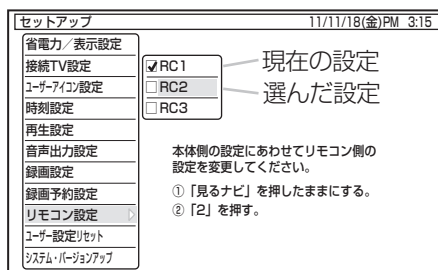 セットアップ
11/11/18(金)PM 3:15
省電力／表示設定
接続TV設定
ユーザーアイコン設定
時刻設定
再生設定
音声出力設定
録画設定
録画予約設定
リモコン設定
ユーザー設定リセット
システム・バージョンアップ
RC1
RC2
RC3
現在の設定
選んだ設定
本体側の設定にあわせてリモコン側の
設定を変更してください。
①「見るナビ」を押したままにする。
②「2」を押す。